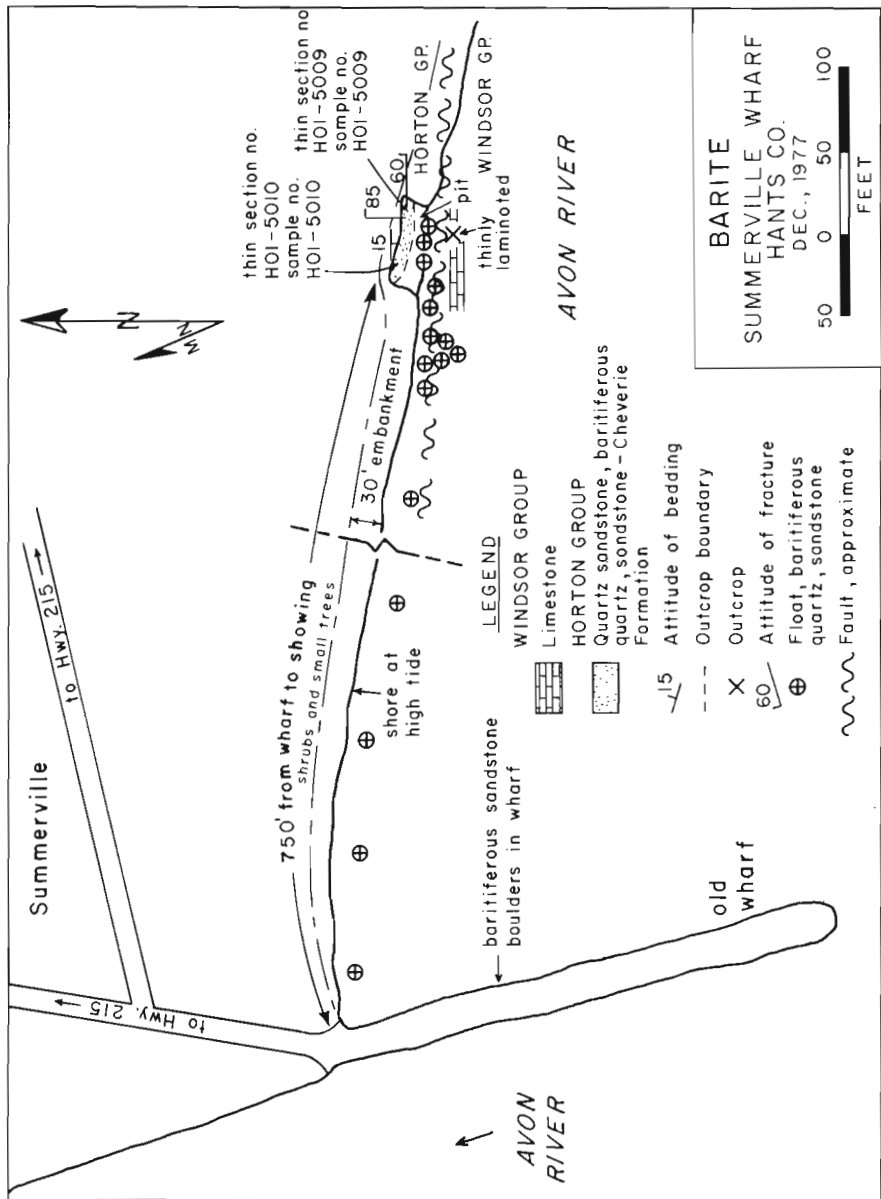 Summerville
to Hwy. 215
to Hwy. 215
N
M
N
thin section no.
HOI-5010
sample no.
HOI-5010
thin section no
HOI-5009
sample no.
HOI-5009
15
85
60
HORTON GP.
WINDSOR GP.
pit
thinly
laminated
750' from wharf to showing
shrubs and small trees
30' embankment
shore at
high tide
AVON RIVER
baritiferous sandstone
boulders in wharf
old
wharf
AVON
RIVER
LEGEND
WINDSOR GROUP
Limestone
HORTON GROUP
Quartz sandstone, baritiferous
quartz, sandstone - Cheverie
Formation
15 Attitude of bedding
Outcrop boundary
X Outcrop
60 Attitude of fracture
Float, baritiferous
quartz, sandstone
Fault, approximate
BARITE
SUMMERVILLE WHARF
HANTS CO.
DEC., 1977
50 0 50 100
FEET